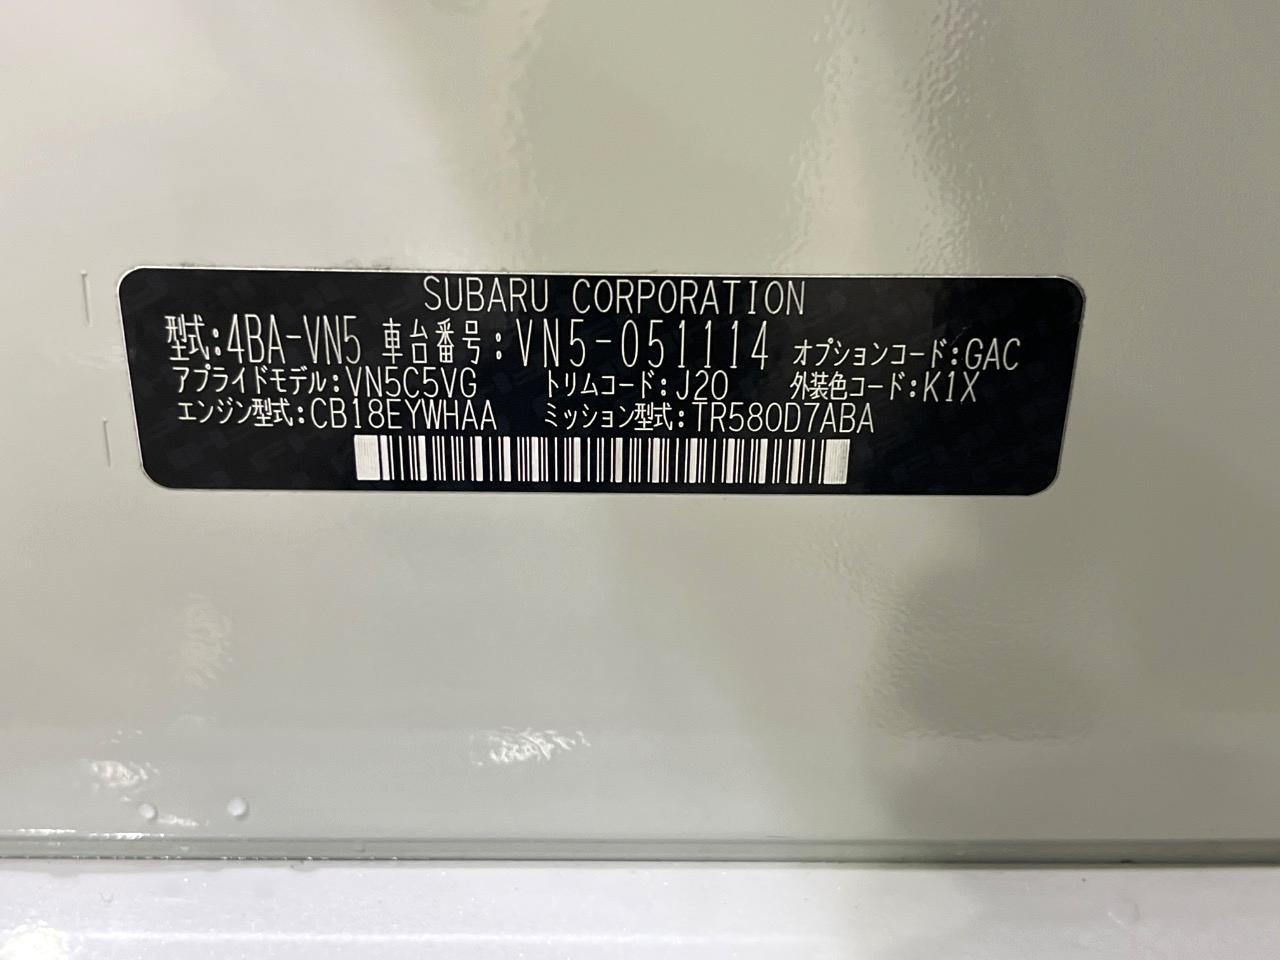 SUBARU CORPORATION
型式:4BA-VN5 車台番号:VN5-051114 オプションコード:GAC
アプライドモデル:VN5C5VG トリムコード:J20 外装色コード:K1X
エンジン型式:CB18EYWHAA ミッション型式:TR580D7ABA